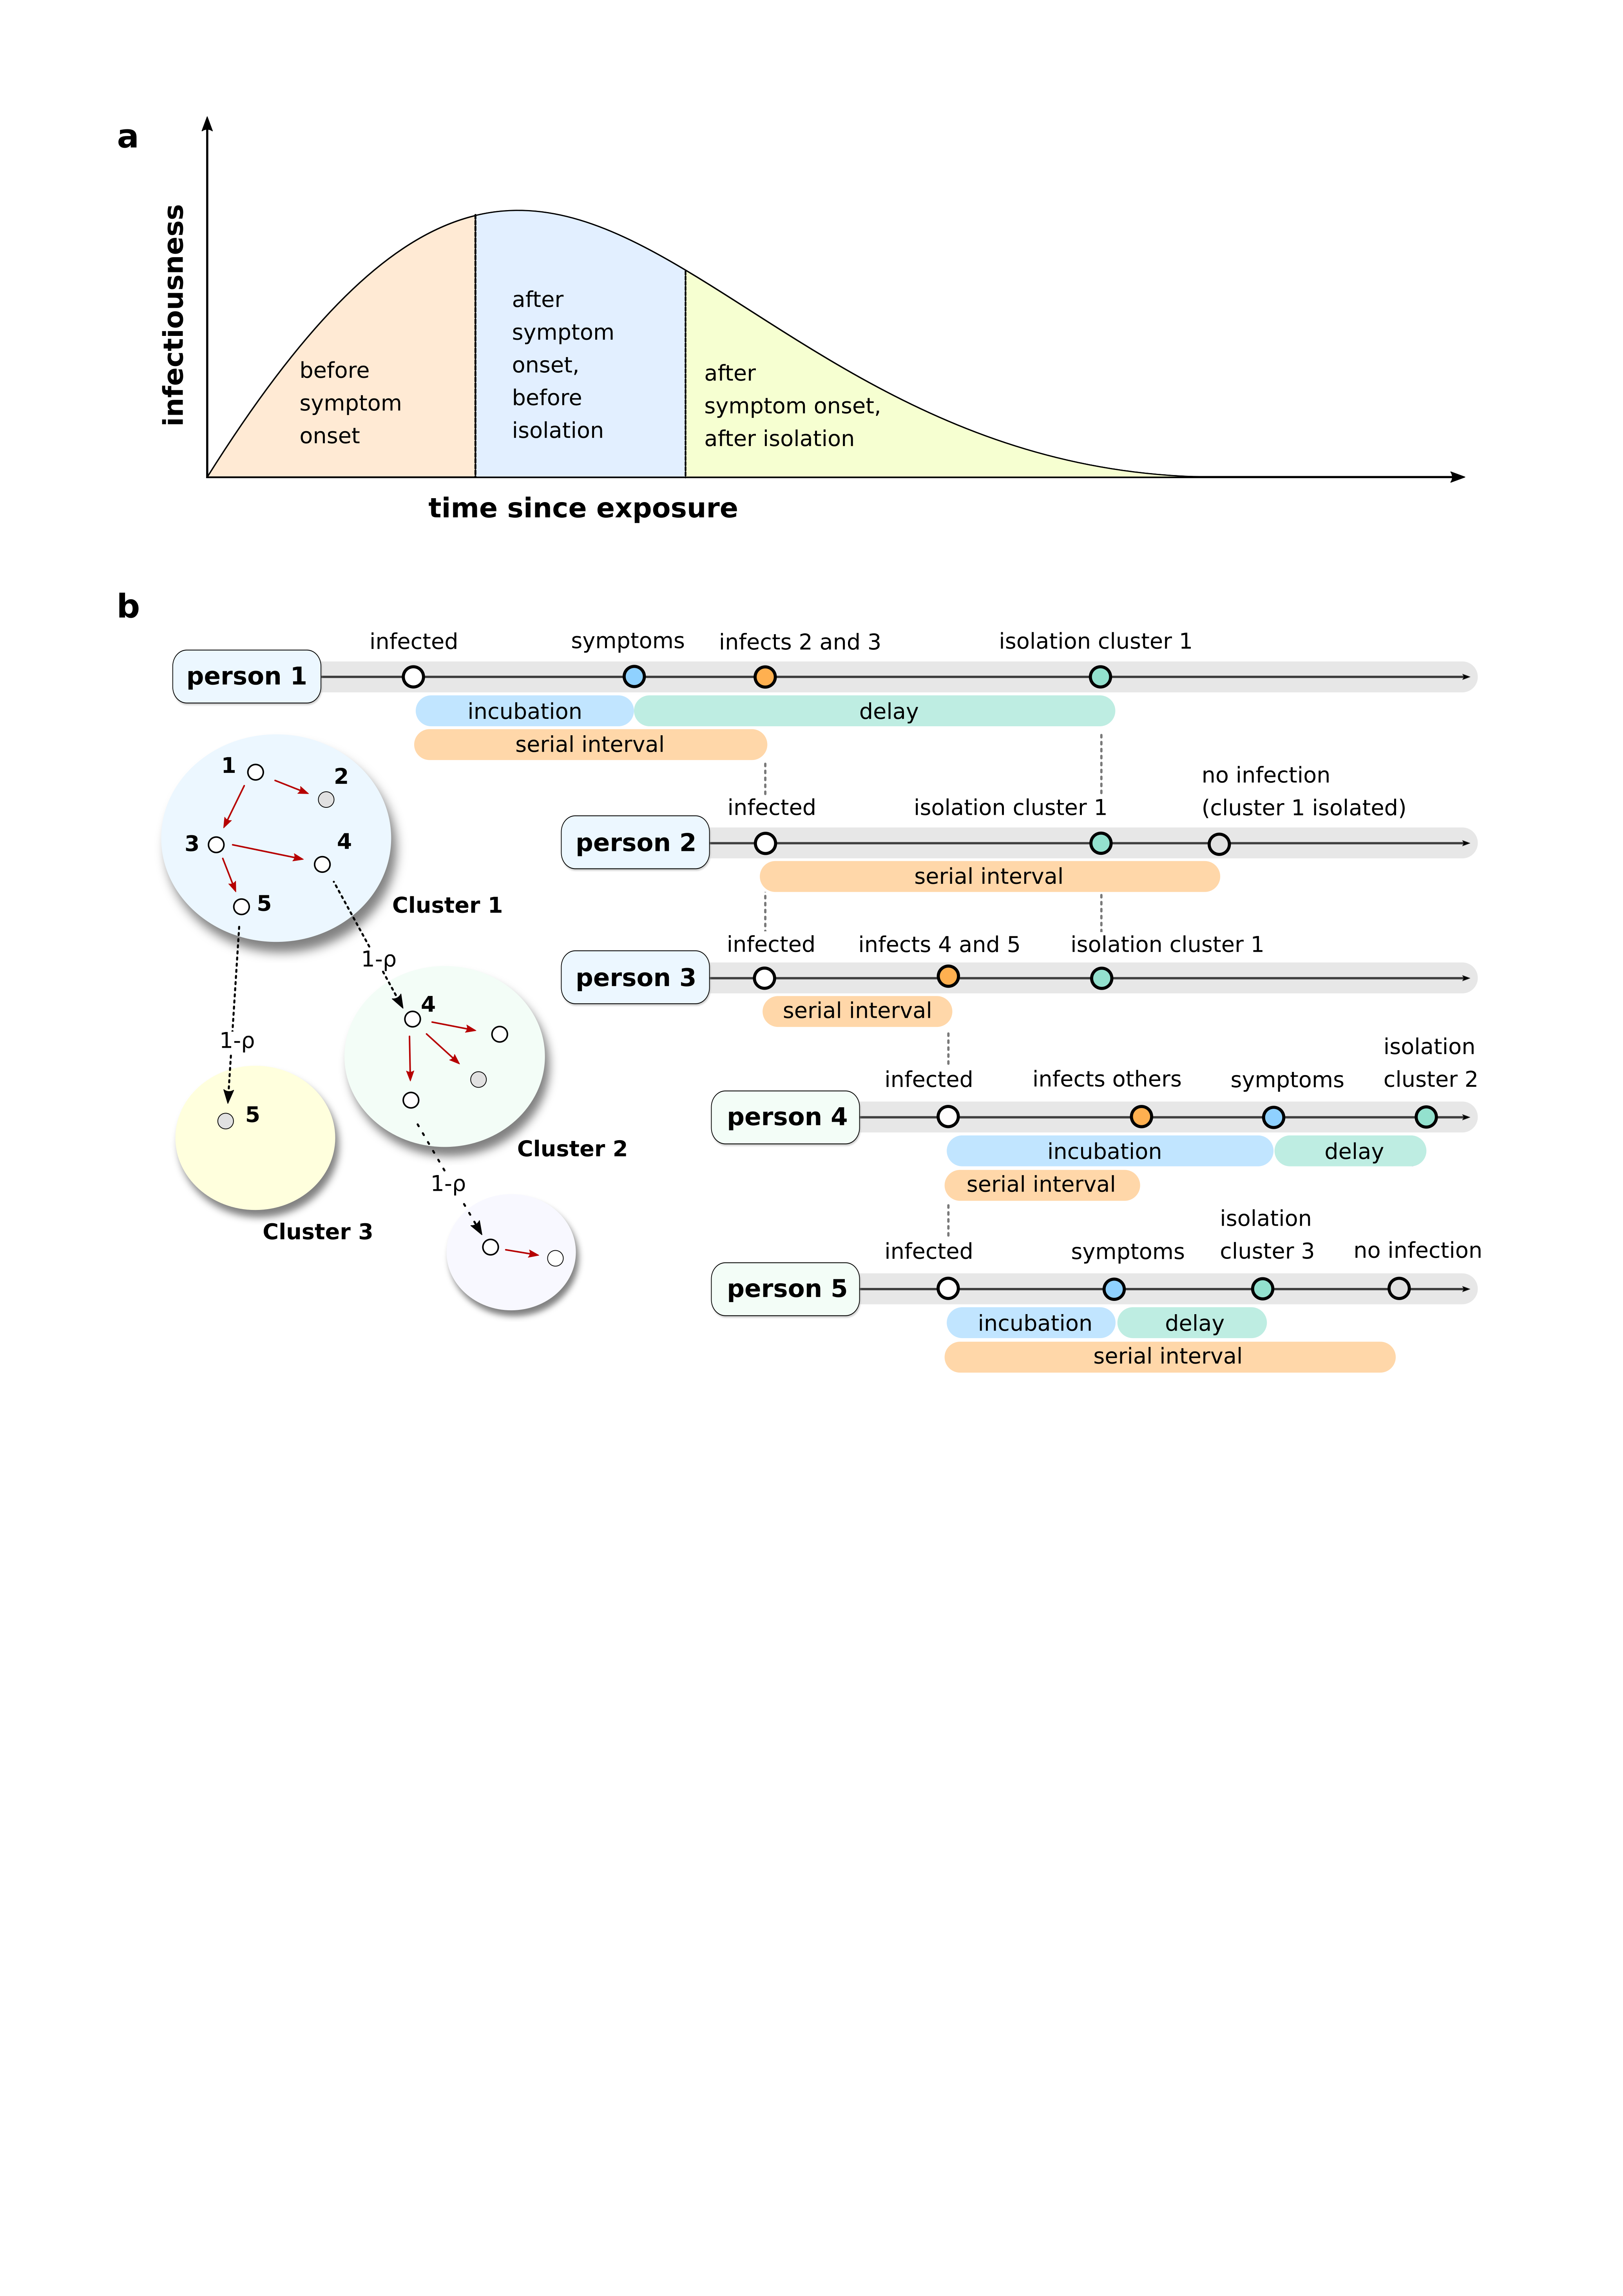 a
infectiousness
before
symptom
onset
after
symptom
onset,
before
isolation
after
symptom onset,
after isolation
time since exposure
b
infected
symptoms
infects 2 and 3
isolation cluster 1
person 1
incubation
delay
serial interval
1
2
3
4
5
Cluster 1
1-ρ
4
1-ρ
5
Cluster 2
1-ρ
Cluster 3
no infection
(cluster 1 isolated)
infected
isolation cluster 1
person 2
serial interval
infected
infects 4 and 5
isolation cluster 1
person 3
serial interval
isolation
cluster 2
infected
infects others
symptoms
person 4
incubation
delay
serial interval
isolation
cluster 3
infected
symptoms
no infection
person 5
incubation
delay
serial interval